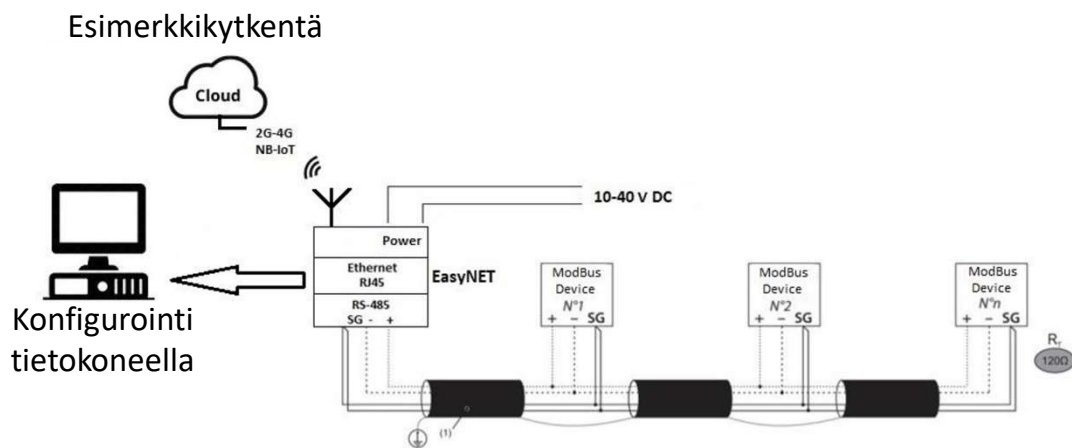 Esimerkkikytkentä
Cloud
2G-4G
NB-IoT
10-40 V DC
Power
Ethernet
RJ45
EasyNET
RS-485
SG - +
Konfigurointi
tietokoneella
ModBus
Device
N°1
+ − SG
ModBus
Device
N°2
+ − SG
ModBus
Device
N°n
+ − SG
Rᵣ
120Ω
(1)